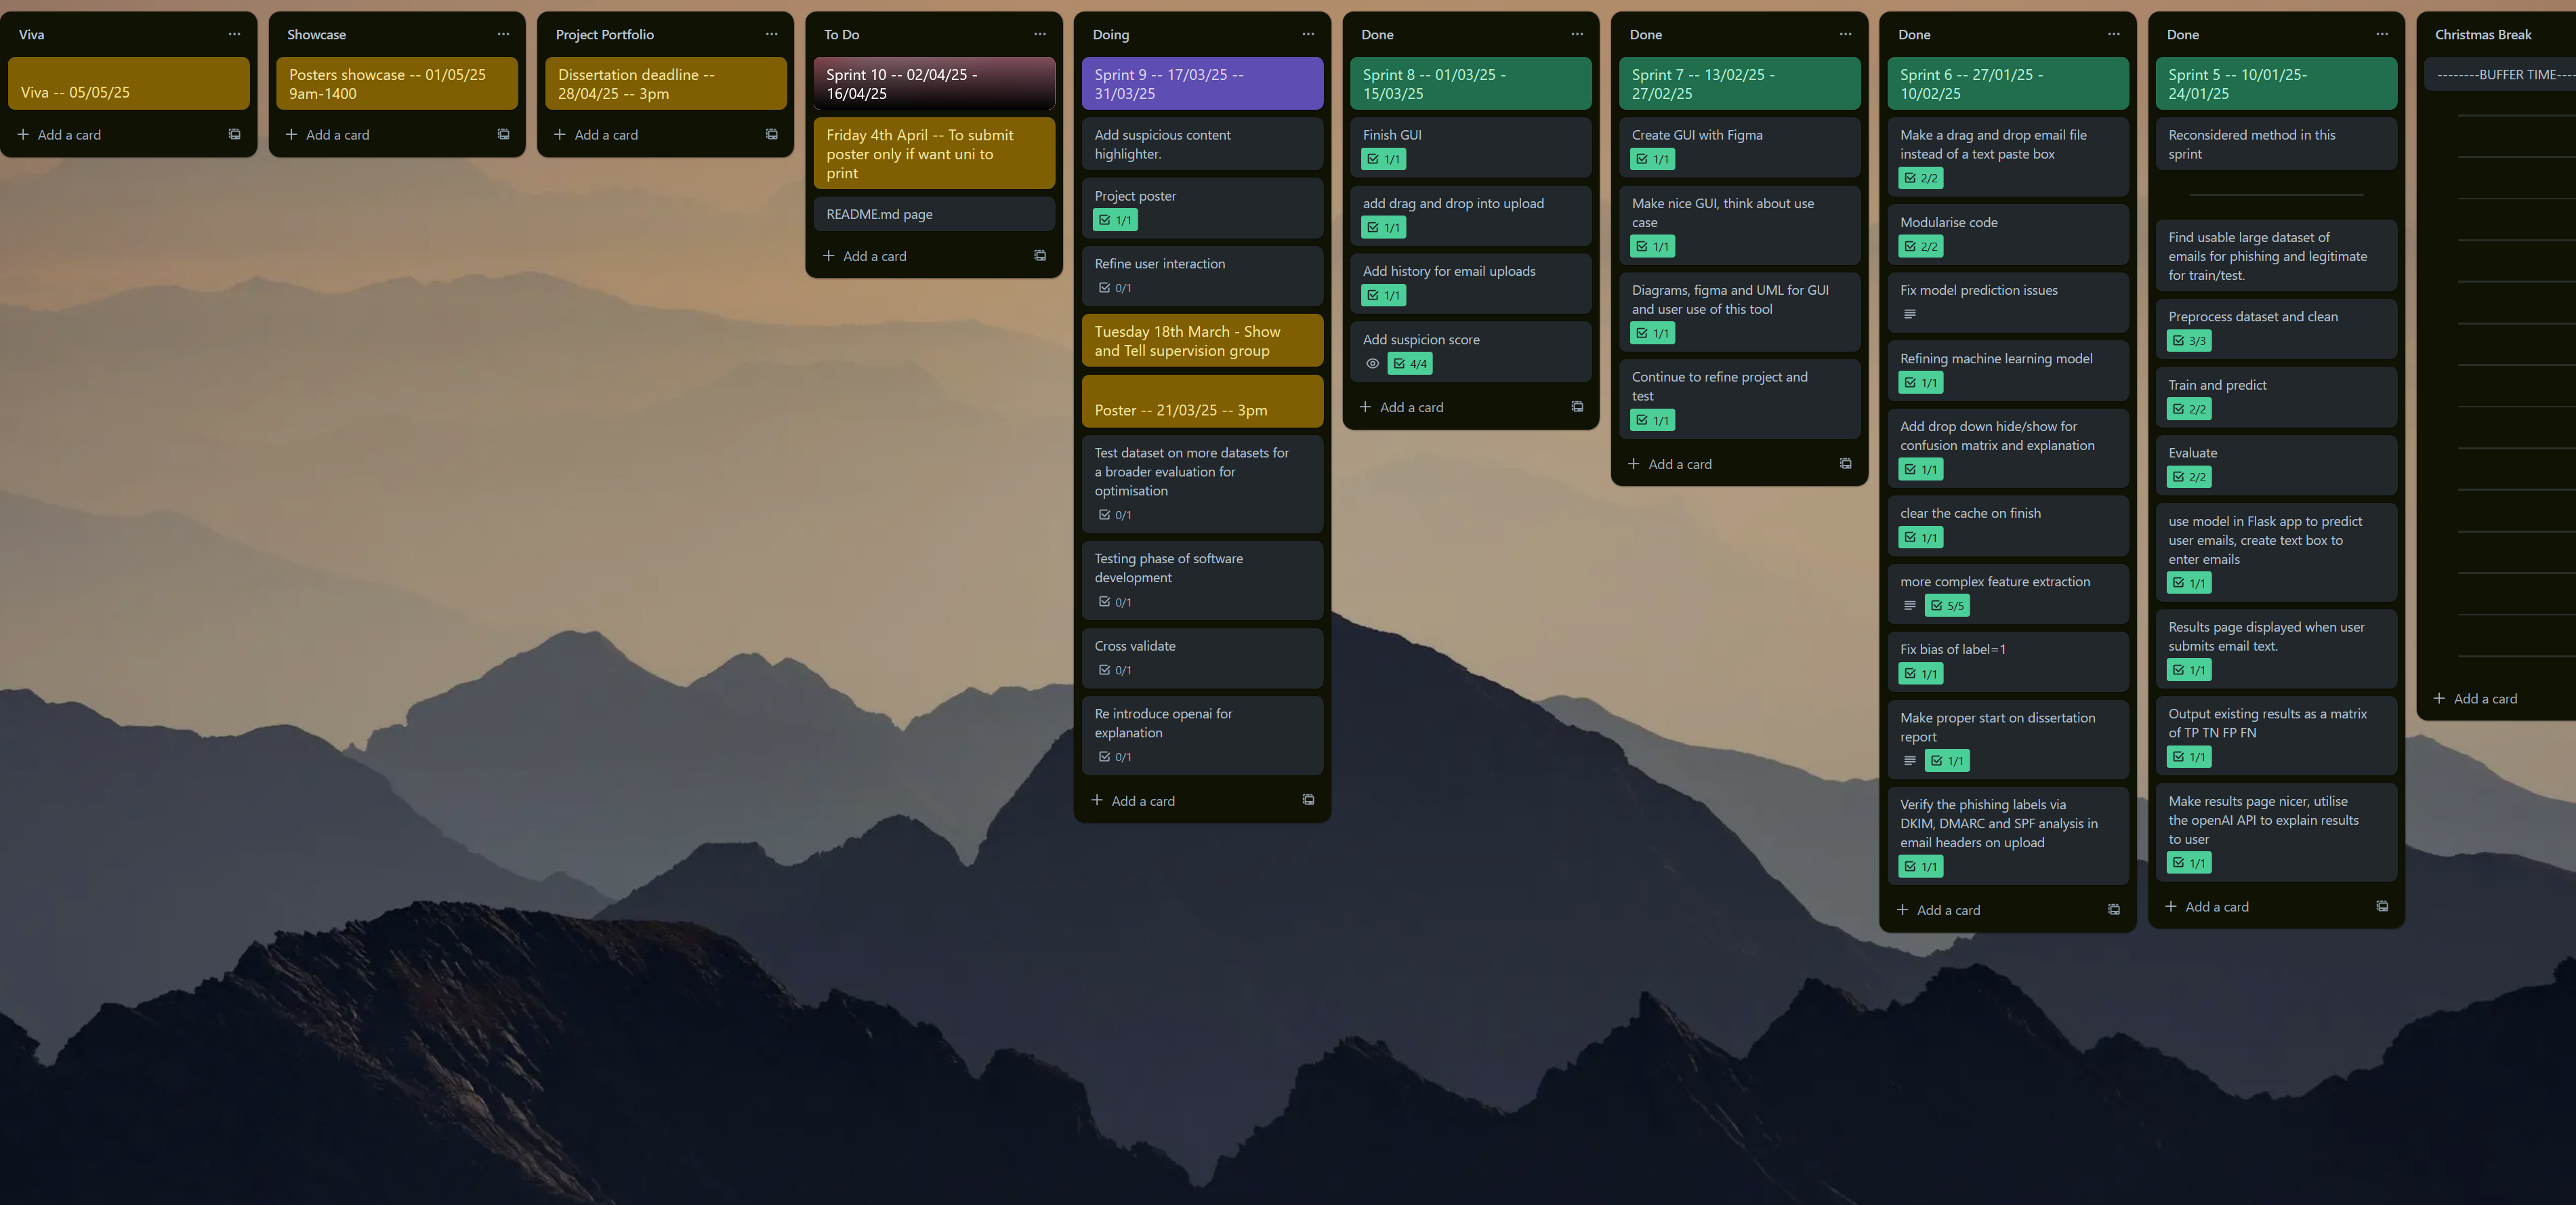 Viva
Viva -- 05/05/25
Add a card
Showcase
Posters showcase -- 01/05/25
9am-1400
Add a card
Project Portfolio
Dissertation deadline --
28/04/25 -- 3pm
Add a card
To Do
Sprint 10 -- 02/04/25 -
16/04/25
Friday 4th April -- To submit
poster only if want uni to
print
README.md page
Add a card
Doing
Sprint 9 -- 17/03/25 --
31/03/25
Add suspicious content
highlighter.
Project poster
1/1
Refine user interaction
0/1
Tuesday 18th March - Show
and Tell supervision group
Poster -- 21/03/25 -- 3pm
Test dataset on more datasets for
a broader evaluation for
optimisation
0/1
Testing phase of software
development
0/1
Cross validate
0/1
Re introduce openai for
explanation
0/1
Add a card
Done
Sprint 8 -- 01/03/25 -
15/03/25
Finish GUI
1/1
add drag and drop into upload
1/1
Add history for email uploads
1/1
Add suspicion score
4/4
Add a card
Done
Sprint 7 -- 13/02/25 -
27/02/25
Create GUI with Figma
1/1
Make nice GUI, think about use
case
1/1
Diagrams, figma and UML for GUI
and user use of this tool
1/1
Continue to refine project and
test
1/1
Add a card
Done
Sprint 6 -- 27/01/25 -
10/02/25
Make a drag and drop email file
instead of a text paste box
2/2
Modularise code
2/2
Fix model prediction issues
Refining machine learning model
1/1
Add drop down hide/show for
confusion matrix and explanation
1/1
clear the cache on finish
1/1
more complex feature extraction
5/5
Fix bias of label=1
1/1
Make proper start on dissertation
report
1/1
Verify the phishing labels via
DKIM, DMARC and SPF analysis in
email headers on upload
1/1
Add a card
Done
Sprint 5 -- 10/01/25-
24/01/25
Reconsidered method in this
sprint
Find usable large dataset of
emails for phishing and legitimate
for train/test.
Preprocess dataset and clean
3/3
Train and predict
2/2
Evaluate
2/2
use model in Flask app to predict
user emails, create text box to
enter emails
1/1
Results page displayed when user
submits email text.
1/1
Output existing results as a matrix
of TP TN FP FN
1/1
Make results page nicer, utilise
the openAI API to explain results
to user
1/1
Add a card
Christmas Break
--------BUFFER TIME----
Add a card